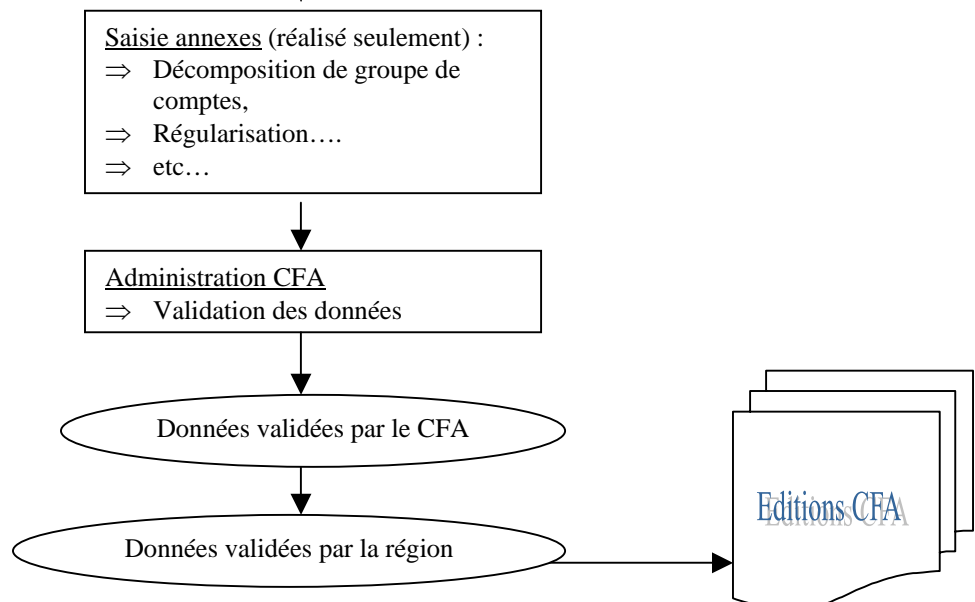 Saisie annexes (réalisé seulement) :
⇒ Décomposition de groupe de
comptes,
⇒ Régularisation….
⇒ etc…
Administration CFA
⇒ Validation des données
Données validées par le CFA
Données validées par la région
Editions CFA